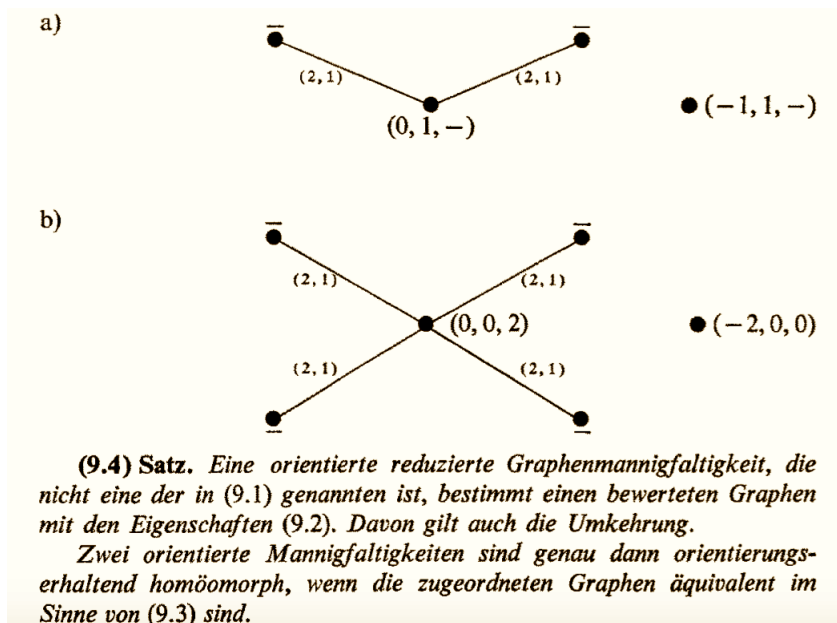 a)
(2,1)
(2,1)
(0, 1, −)
(−1, 1, −)
b)
(2,1)
(2,1)
(0, 0, 2)
(−2, 0, 0)
(2,1)
(2,1)
(9.4) Satz. Eine orientierte reduzierte Graphenmannigfaltigkeit, die
nicht eine der in (9.1) genannten ist, bestimmt einen bewerteten Graphen
mit den Eigenschaften (9.2). Davon gilt auch die Umkehrung.
Zwei orientierte Mannigfaltigkeiten sind genau dann orientierungs-
erhaltend homöomorph, wenn die zugeordneten Graphen äquivalent im
Sinne von (9.3) sind.